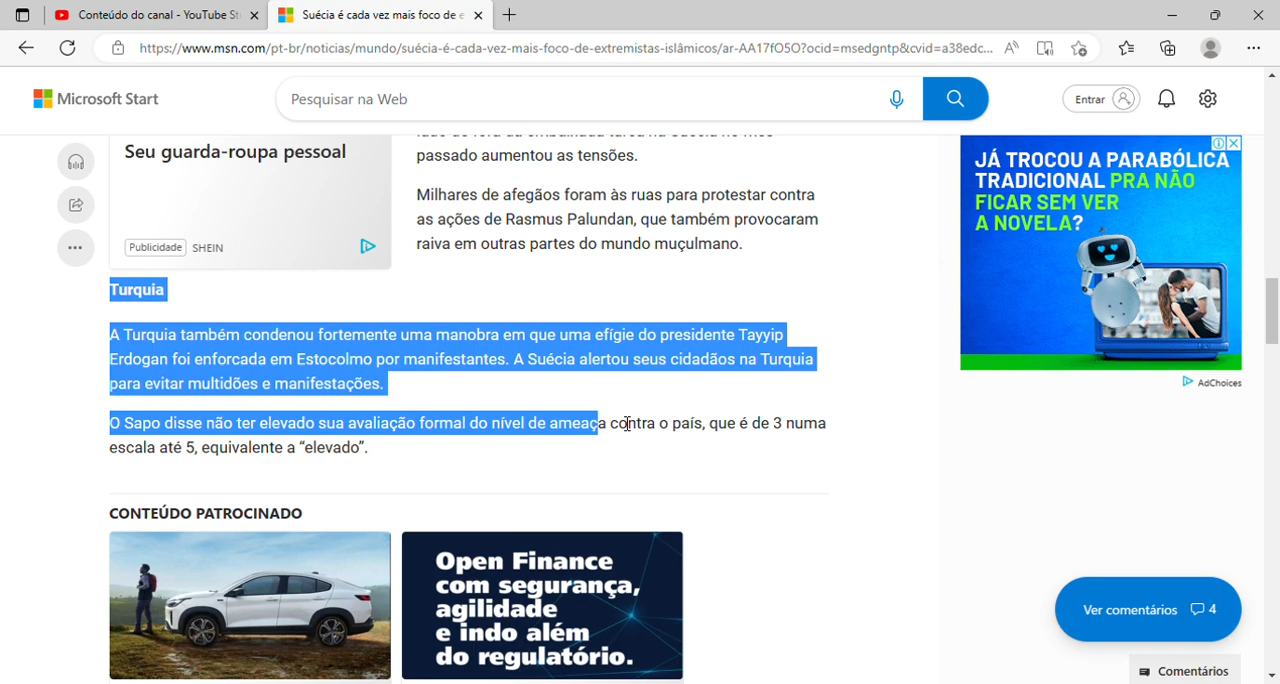 Conteúdo do canal - YouTube St
Suécia é cada vez mais foco de e
https://www.msn.com/pt-br/noticias/mundo/suécia-é-cada-vez-mais-foco-de-extremistas-islâmicos/ar-AA17fO5O?ocid=msedgntp&cvid=a38edc...
Microsoft Start
Pesquisar na Web
Entrar
Seu guarda-roupa pessoal
Publicidade SHEIN
passado aumentou as tensões.
Milhares de afegãos foram às ruas para protestar contra
as ações de Rasmus Palundan, que também provocaram
raiva em outras partes do mundo muçulmano.
JÁ TROCOU A PARABÓLICA
TRADICIONAL PRA NÃO
FICAR SEM VER
A NOVELA?
AdChoices
Turquia
A Turquia também condenou fortemente uma manobra em que uma efígie do presidente Tayyip
Erdogan foi enforcada em Estocolmo por manifestantes. A Suécia alertou seus cidadãos na Turquia
para evitar multidões e manifestações.
O Sapo disse não ter elevado sua avaliação formal do nível de ameaça contra o país, que é de 3 numa
escala até 5, equivalente a “elevado”.
CONTEÚDO PATROCINADO
Open Finance
com segurança,
agilidade
e indo além
do regulatório.
Ver comentários 4
Comentários